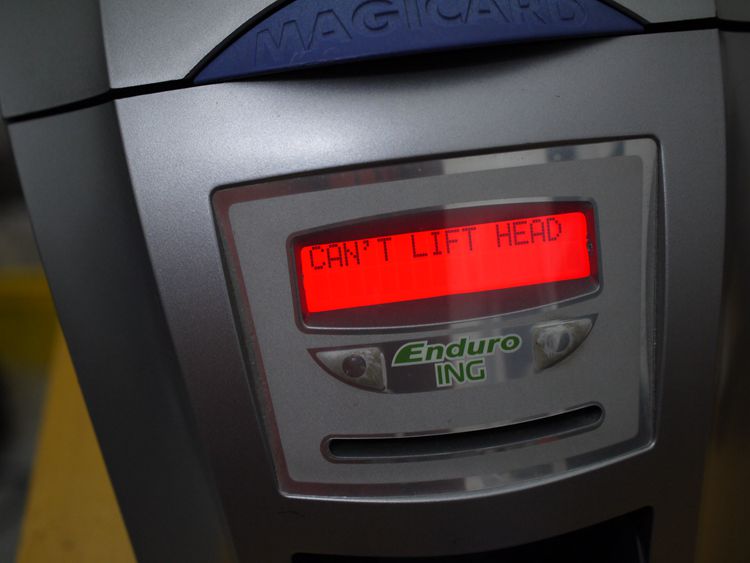 MAGICARD
CAN'T LIFT HEAD
Enduro
ING